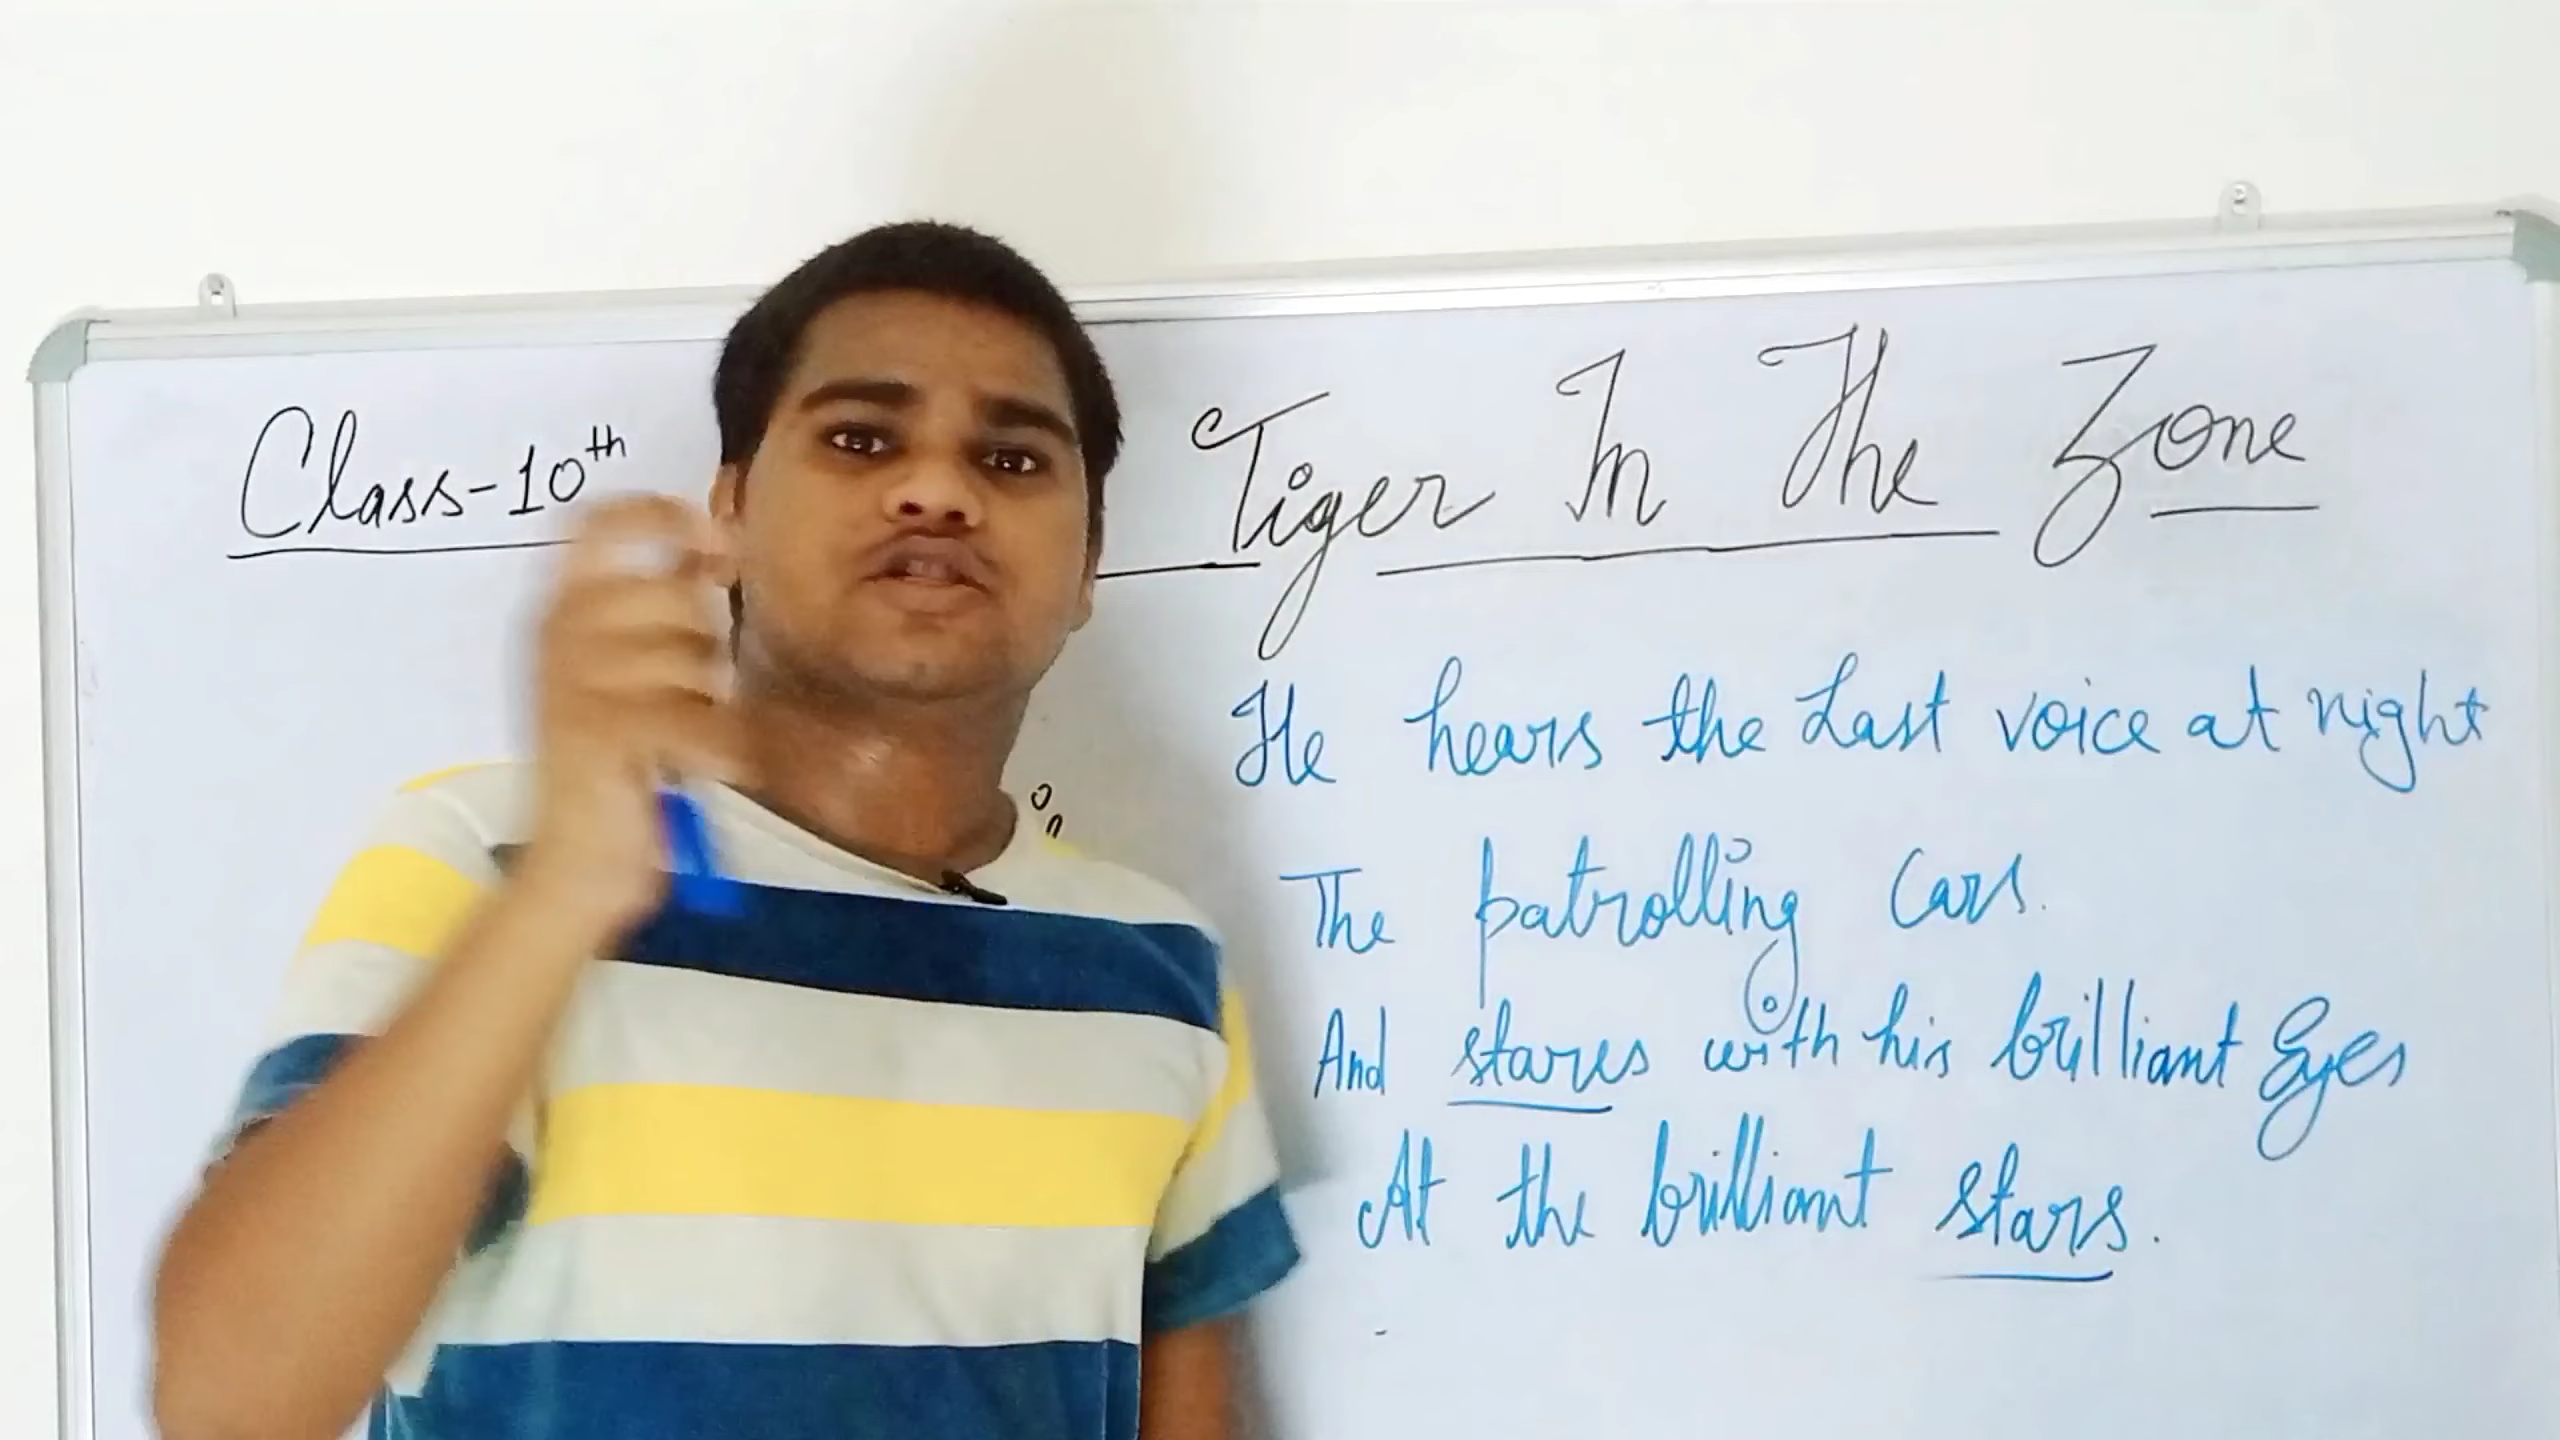 Class-10th
Tiger In The Zone
He hears the Last voice at night
The patrolling Cars.
And stares with his brilliant Eyes
At the brilliant stars.